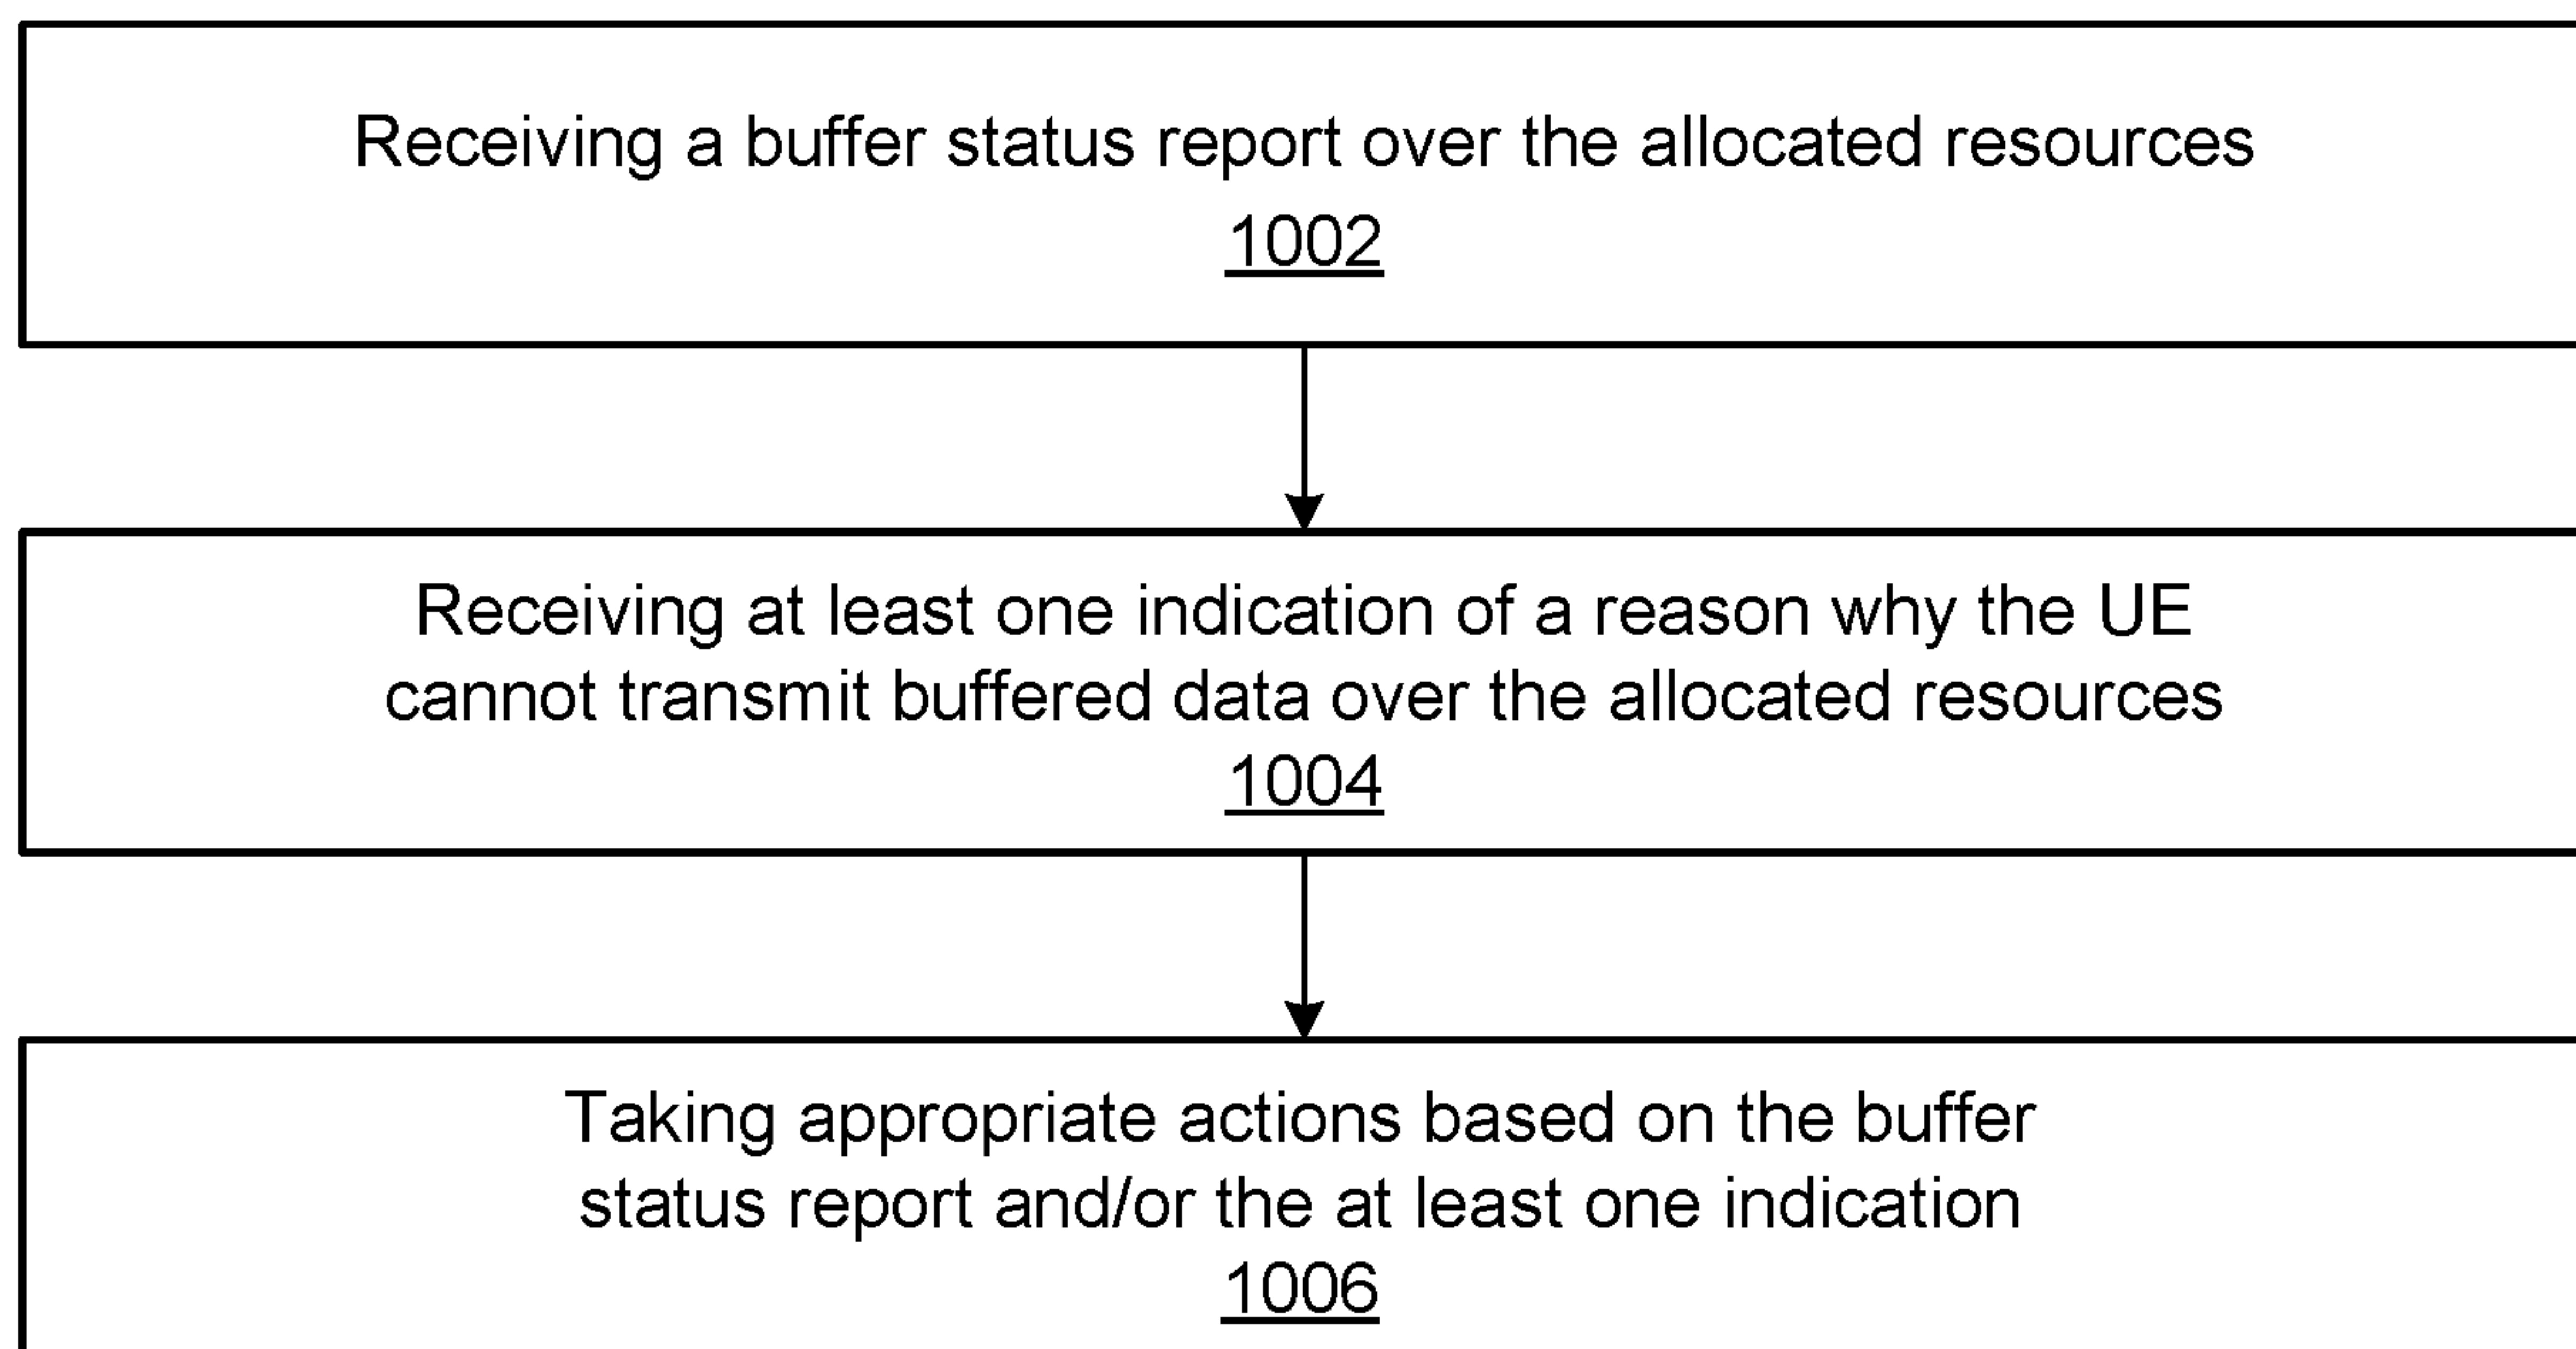 Receiving a buffer status report over the allocated resources
1002
Receiving at least one indication of a reason why the UE
cannot transmit buffered data over the allocated resources
1004
Taking appropriate actions based on the buffer
status report and/or the at least one indication
1006